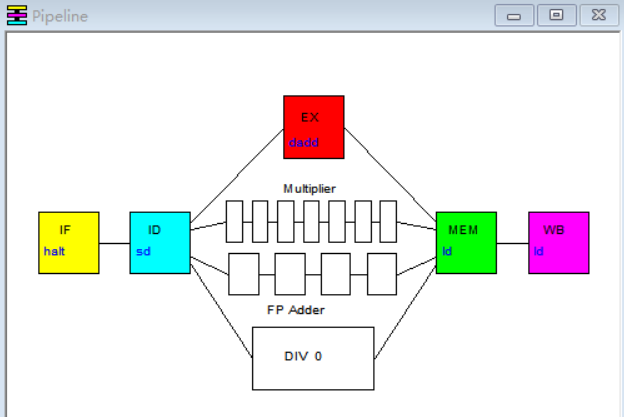 Pipeline
EX
dadd
Multiplier
IF
halt
ID
sd
MEM
ld
WB
ld
FP Adder
DIV 0